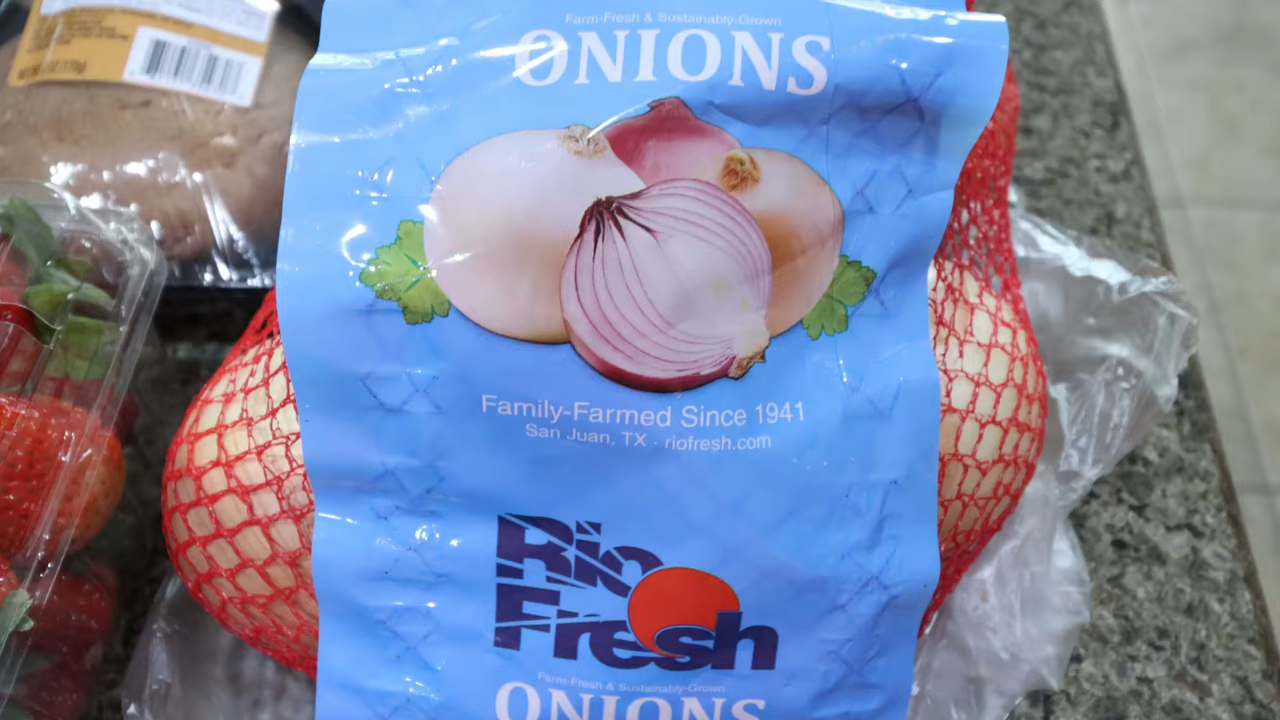 Farm-Fresh & Sustainably-Grown
ONIONS
Family-Farmed Since 1941
San Juan, TX · riofresh.com
Rio
Fresh
Farm-Fresh & Sustainably-Grown
ONIONS